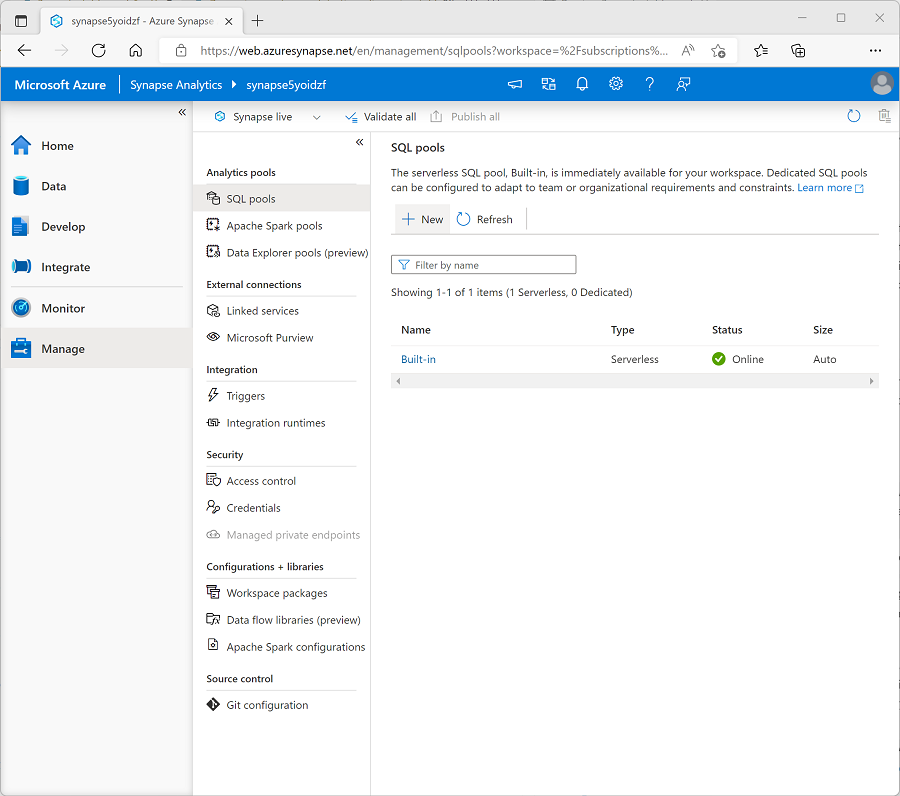 synapse5yoidzf - Azure Synapse
https://web.azuresynapse.net/en/management/sqlpools?workspace=%2Fsubscriptions%...
Microsoft Azure
Synapse Analytics
synapse5yoidzf
Home
Data
Develop
Integrate
Monitor
Manage
Synapse live
Validate all
Publish all
Analytics pools
SQL pools
Apache Spark pools
Data Explorer pools (preview)
External connections
Linked services
Microsoft Purview
Integration
Triggers
Integration runtimes
Security
Access control
Credentials
Managed private endpoints
Configurations + libraries
Workspace packages
Data flow libraries (preview)
Apache Spark configurations
Source control
Git configuration
SQL pools
The serverless SQL pool, Built-in, is immediately available for your workspace. Dedicated SQL pools
can be configured to adapt to team or organizational requirements and constraints. Learn more
New
Refresh
Filter by name
Showing 1-1 of 1 items (1 Serverless, 0 Dedicated)
Name Type Status Size
Built-in Serverless Online Auto